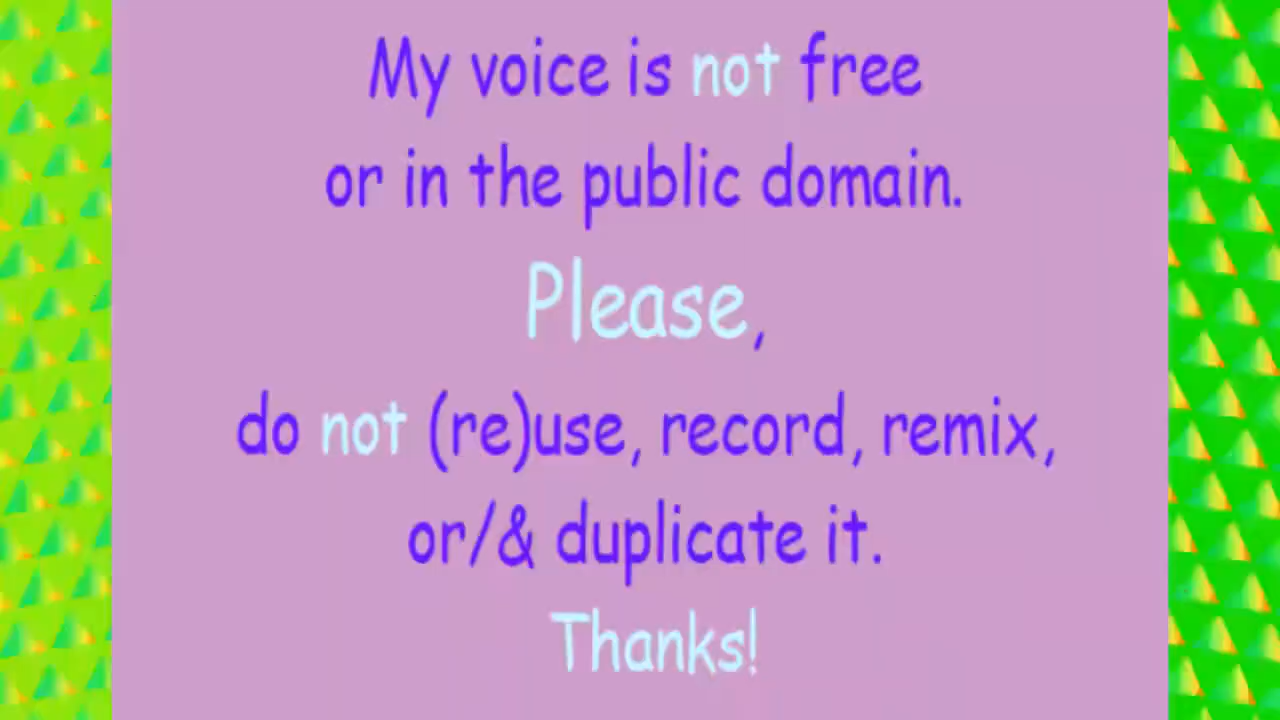 My voice is not free
or in the public domain.
Please,
do not (re)use, record, remix,
or/& duplicate it.
Thanks!